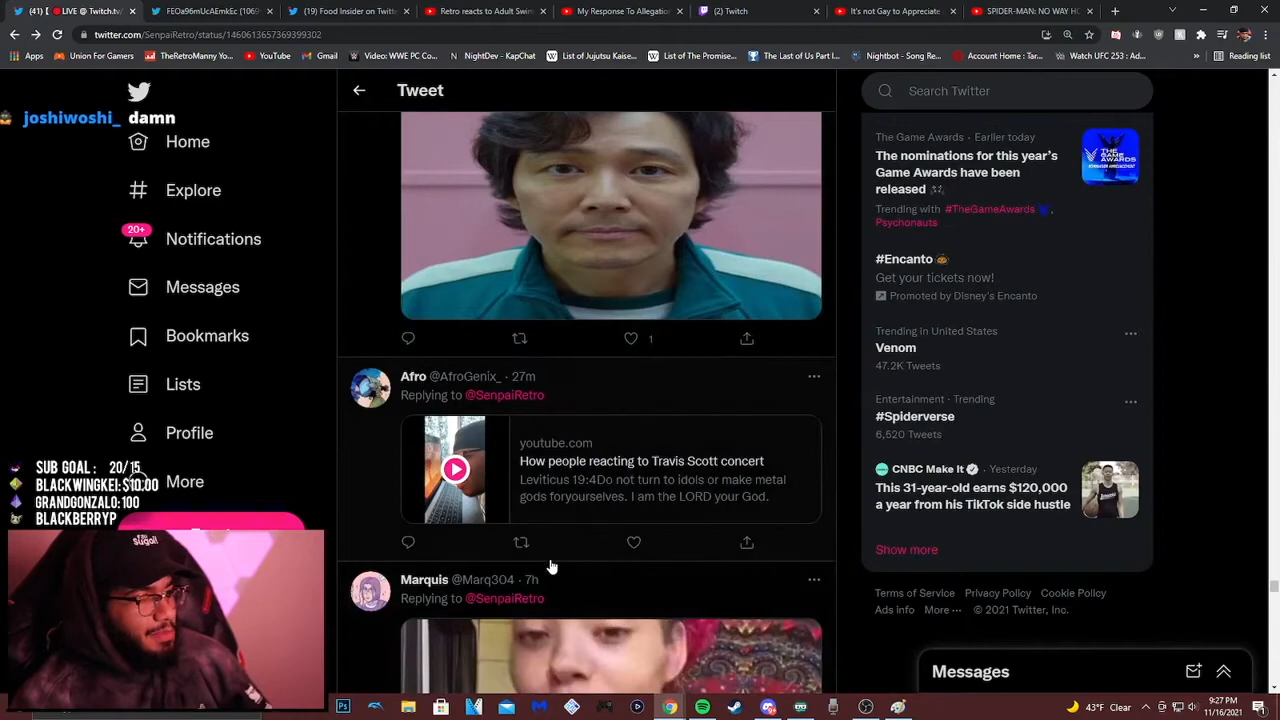 (41) [🔴 LIVE @ Twitch.tv/
FEOa96mUcAEmkEc (1069
(19) Food Insider on Twitte
Retro reacts to Adult Swim
My Response To Allegation
(2) Twitch
It's not Gay to Appreciate
SPIDER-MAN: NO WAY HO
twitter.com/SenpaiRetro/status/1460613657369399302
Apps
Union For Gamers
TheRetroManny Yo...
YouTube
Gmail
Video: WWE PC Con...
NightDev - KapChat
List of Jujutsu Kaise...
List of The Promise...
The Last of Us Part...
Nightbot - Song Re...
Account Home : Tar...
Watch UFC 253: Ad...
»
Reading list
joshiwoshi_ damn
Home
Explore
20+
Notifications
Messages
Bookmarks
Lists
Profile
More
SUB GOAL : 20/15
BLACKWINGKEI: $10.00
GRANDGONZALO: 100
BLACKBERRYP
Tweet
1
Afro @AfroGenix_ · 27m
Replying to @SenpaiRetro
youtube.com
How people reacting to Travis Scott concert
Leviticus 19:4Do not turn to idols or make metal
gods foryourselves. I am the LORD your God.
Marquis @Marq304 · 7h
Replying to @SenpaiRetro
Search Twitter
The Game Awards · Earlier today
The nominations for this year's
Game Awards have been
released
Trending with #TheGameAwards ,
Psychonauts
THE GAME AWARDS
#Encanto
Get your tickets now!
Promoted by Disney's Encanto
Trending in United States
Venom
47.2K Tweets
Entertainment · Trending
#Spiderverse
6,520 Tweets
CNBC Make It · Yesterday
This 31-year-old earns $120,000
a year from his TikTok side hustle
Show more
Terms of Service Privacy Policy Cookie Policy
Ads info More ··· © 2021 Twitter, Inc.
Messages
43°F Clear
9:27 PM
11/16/2021